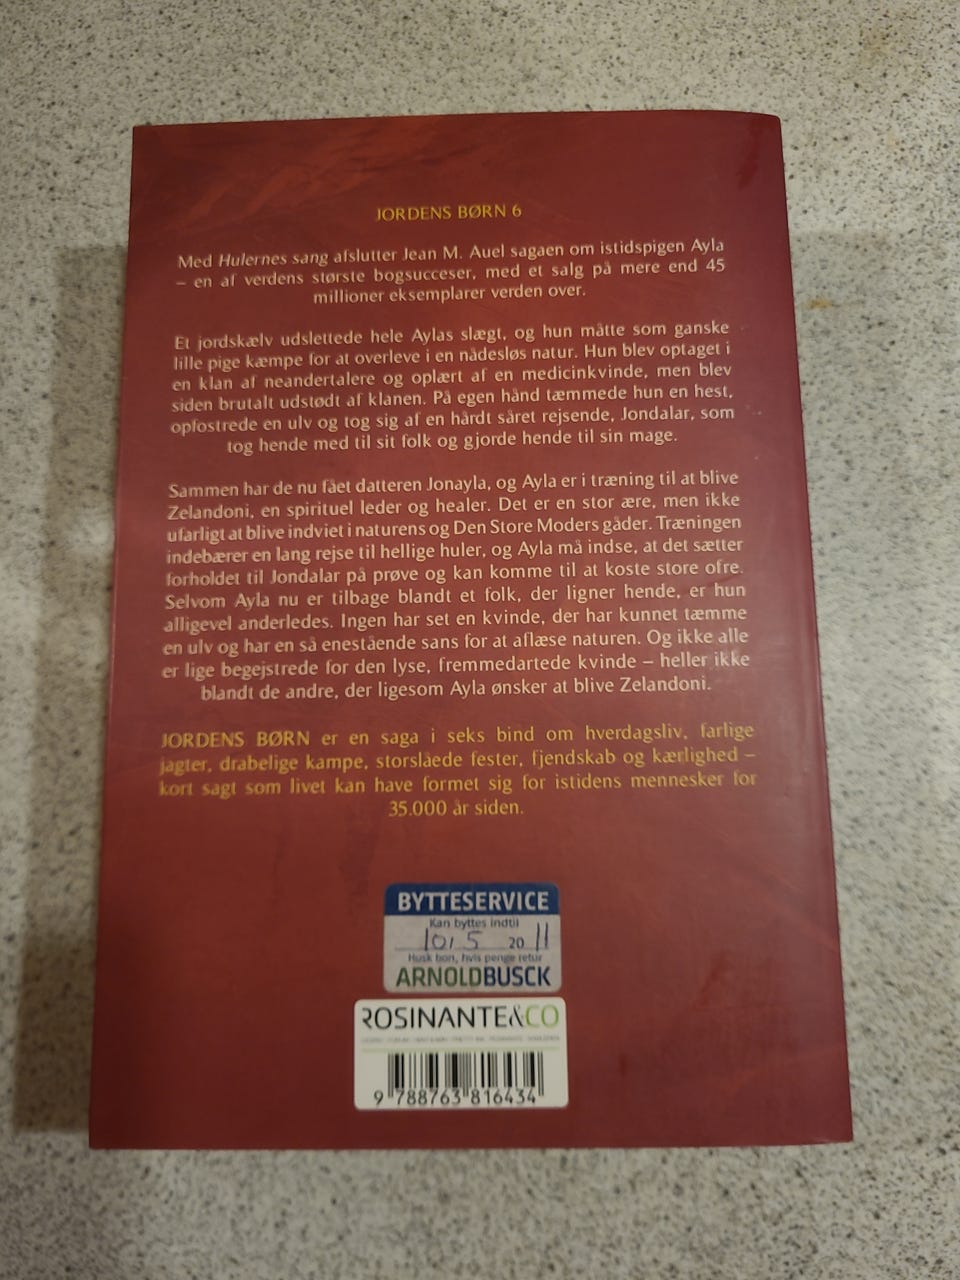 JORDENS BØRN 6
Med Hulernes sang afslutter Jean M. Auel sagaen om istidspigen Ayla
– en af verdens største bogsucceser, med et salg på mere end 45
millioner eksemplarer verden over.
Et jordskælv udslettede hele Aylas slægt, og hun måtte som ganske
lille pige kæmpe for at overleve i en nådesløs natur. Hun blev optaget i
en klan af neandertalere og oplært af en medicinkvinde, men blev
siden brutalt udstødt af klanen. På egen hånd tæmmede hun en hest,
opfostrede en ulv og tog sig af en hårdt såret rejsende, Jondalar, som
tog hende med til sit folk og gjorde hende til sin mage.
Sammen har de nu fået datteren Jonayla, og Ayla er i træning til at blive
Zelandoni, en spirituel leder og healer. Det er en stor ære, men ikke
ufarligt at blive indviet i naturens og Den Store Moders gåder. Træningen
indebærer en lang rejse til hellige huler, og Ayla må indse, at det sætter
forholdet til Jondalar på prøve og kan komme til at koste store ofre.
Selvom Ayla nu er tilbage blandt et folk, der ligner hende, er hun
alligevel anderledes. Ingen har set en kvinde, der har kunnet tæmme
en ulv og har en så enestående sans for at aflæse naturen. Og ikke alle
er lige begejstrede for den lyse, fremmedartede kvinde – heller ikke
blandt de andre, der ligesom Ayla ønsker at blive Zelandoni.
JORDENS BØRN er en saga i seks bind om hverdagsliv, farlige
jagter, drabelige kampe, storslåede fester, fjendskab og kærlighed –
kort sagt som livet kan have formet sig for istidens mennesker for
35.000 år siden.
BYTTESERVICE
Kan byttes indtil
10/ 5 20 11
Husk bon, hvis penge retur
ARNOLD BUSCK
ROSINANTE&CO
9 788763 816434